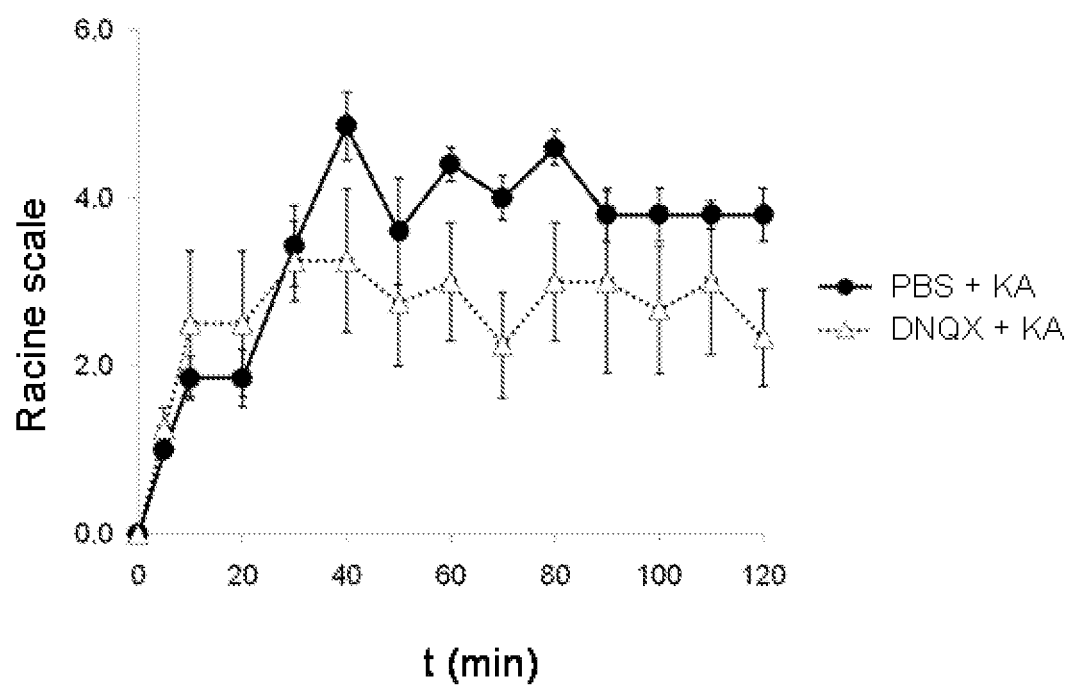 6,0
4,0
2,0
0,0
Racine scale
0 20 40 60 80 100 120
t (min)
PBS + KA
DNQX + KA